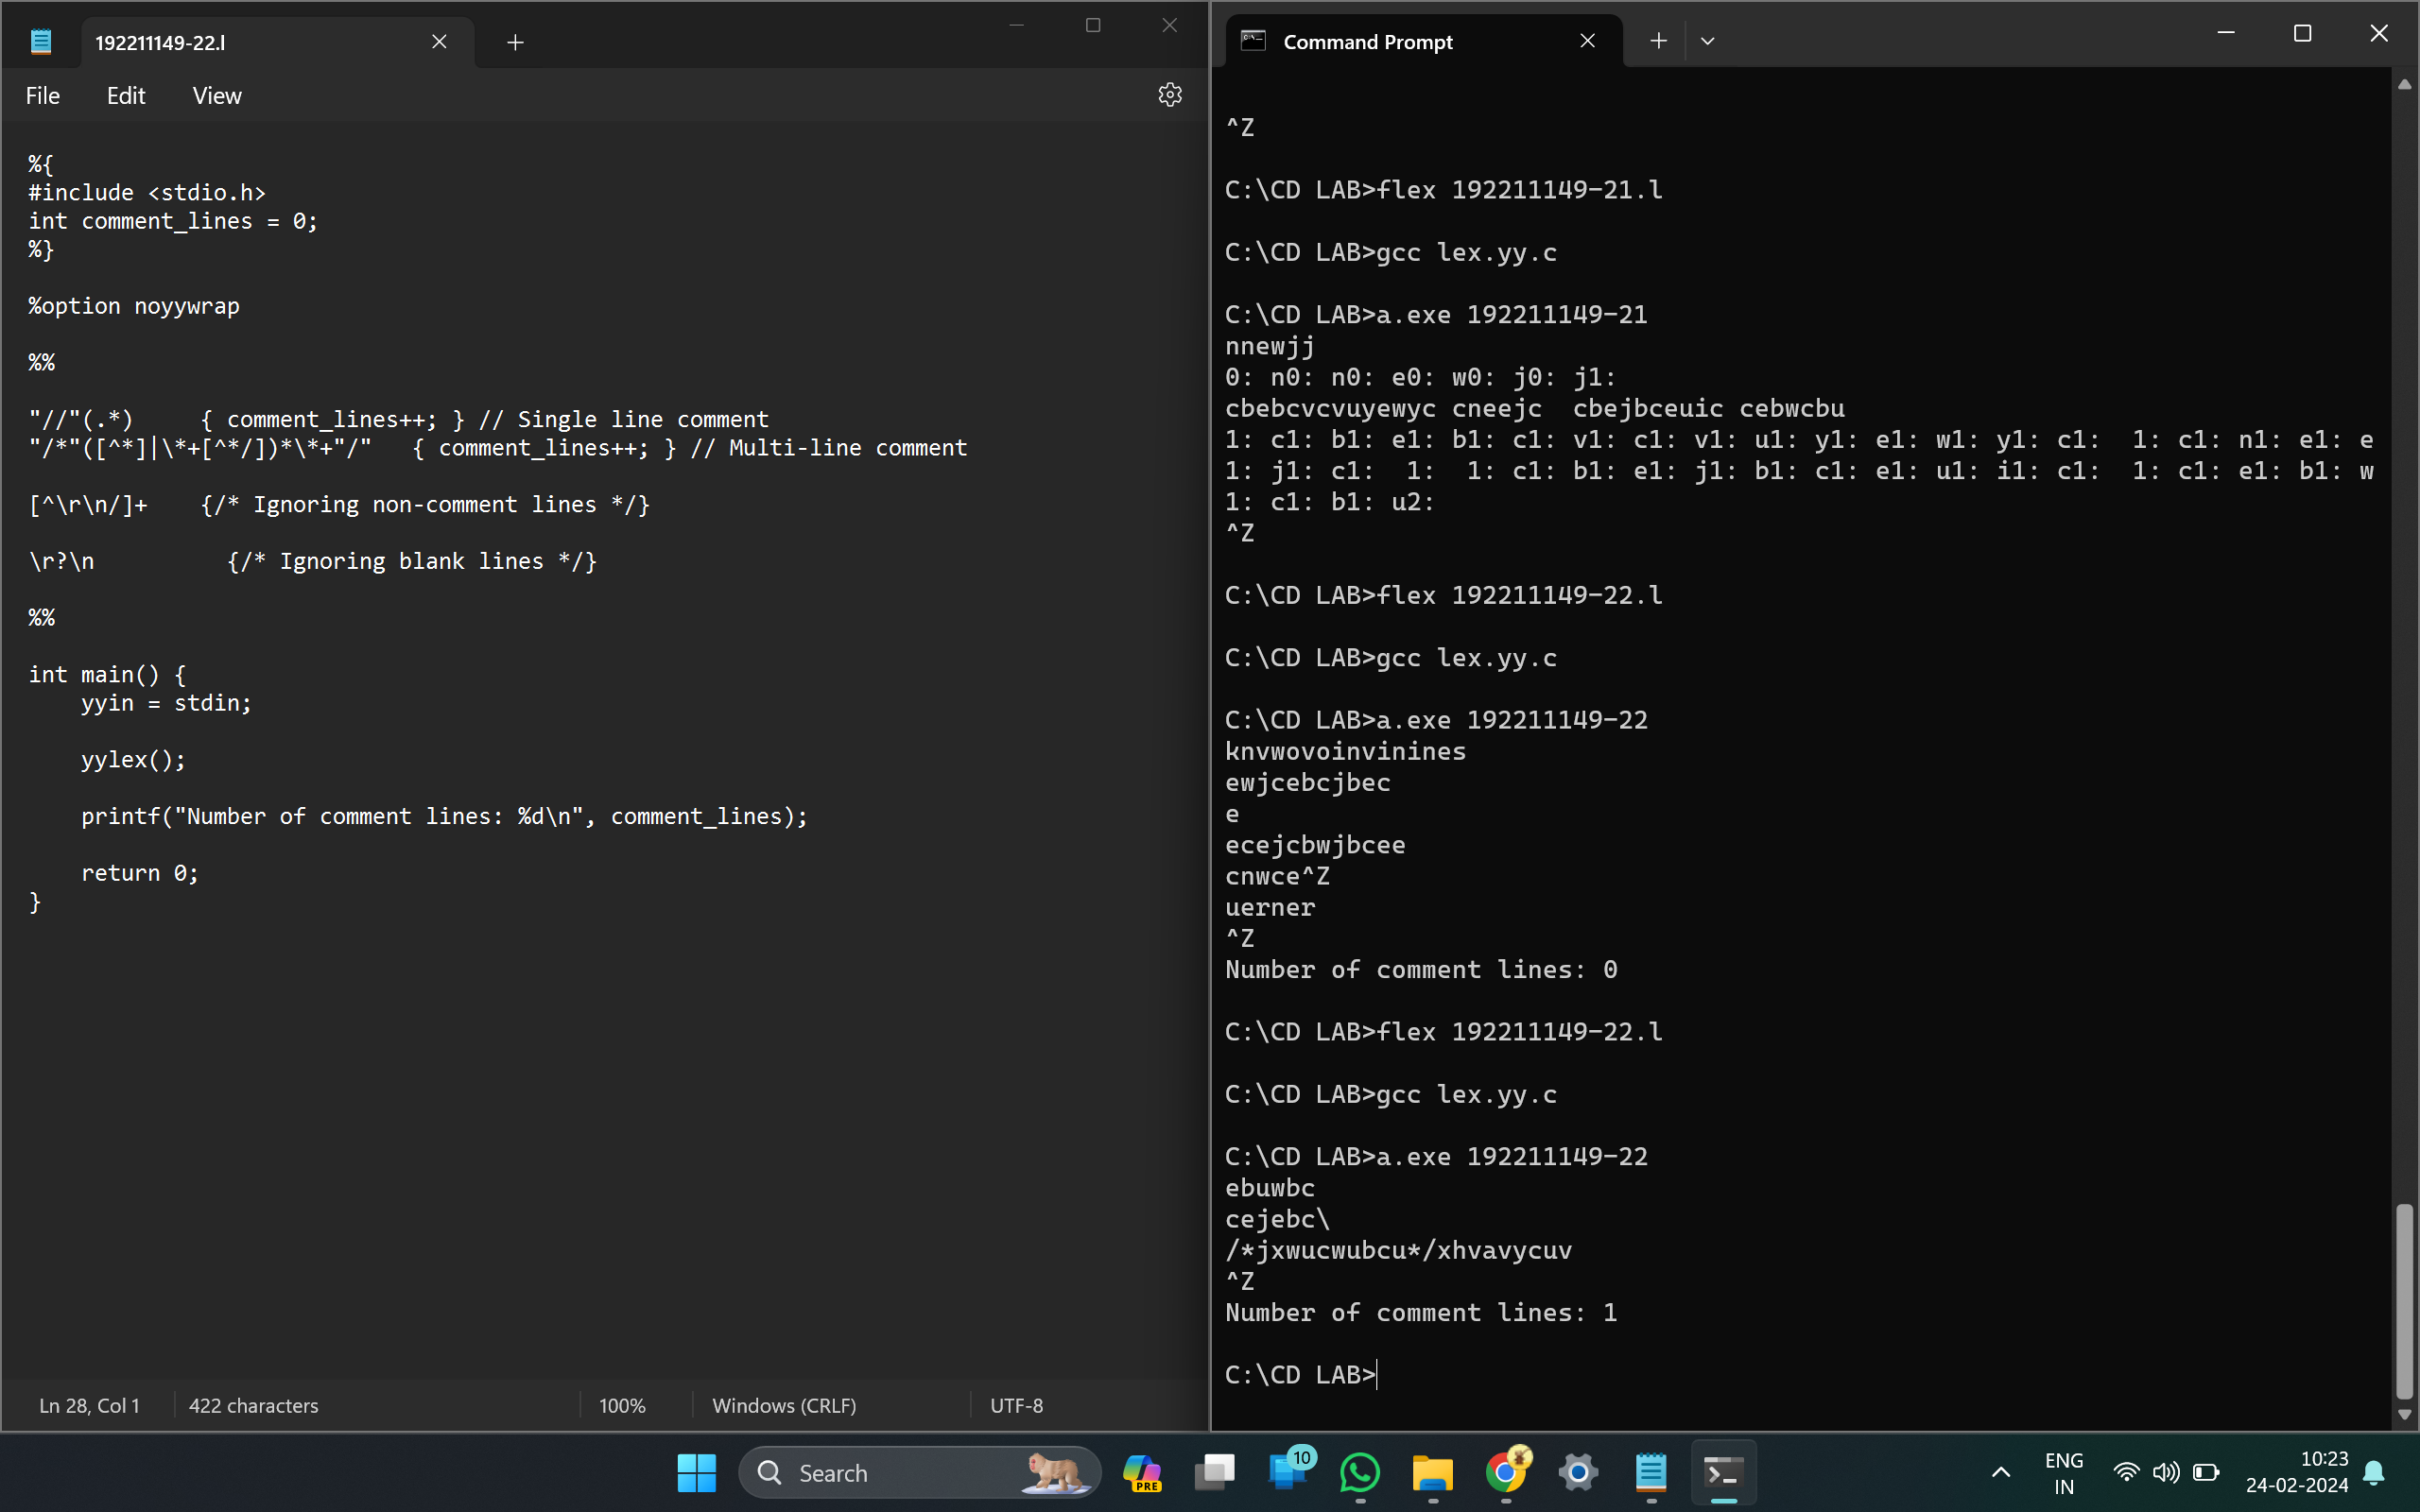 192211149-22.l
File Edit View
%{
#include <stdio.h>
int comment_lines = 0;
%}
%option noyywrap
%%
"//"(.*)     { comment_lines++; } // Single line comment
"/*"([^*]|\*+[^*/])*\*+"/"   { comment_lines++; } // Multi-line comment
[^\r\n/]+    {/* Ignoring non-comment lines */}
\r?\n          {/* Ignoring blank lines */}
%%
int main() {
    yyin = stdin;
    yylex();
    printf("Number of comment lines: %d\n", comment_lines);
    return 0;
}
Ln 28, Col 1 422 characters 100% Windows (CRLF) UTF-8
Command Prompt
^Z
C:\CD LAB>flex 192211149-21.l
C:\CD LAB>gcc lex.yy.c
C:\CD LAB>a.exe 192211149-21
nnewjj
0: n0: n0: e0: w0: j0: j1:
cbebcvcvuyewyc cneejc  cbejbceuic cebwcbu
1: c1: b1: e1: b1: c1: v1: c1: v1: u1: y1: e1: w1: y1: c1:  1: c1: n1: e1: e
1: j1: c1:  1:  1: c1: b1: e1: j1: b1: c1: e1: u1: i1: c1:  1: c1: e1: b1: w
1: c1: b1: u2:
^Z
C:\CD LAB>flex 192211149-22.l
C:\CD LAB>gcc lex.yy.c
C:\CD LAB>a.exe 192211149-22
knvwovoinvinines
ewjcebcjbec
e
ecejcbwjbcee
cnwce^Z
uerner
^Z
Number of comment lines: 0
C:\CD LAB>flex 192211149-22.l
C:\CD LAB>gcc lex.yy.c
C:\CD LAB>a.exe 192211149-22
ebuwbc
cejebc\
/*jxwucwubcu*/xhvavycuv
^Z
Number of comment lines: 1
C:\CD LAB>
Search
PRE
10
ENG
IN
10:23
24-02-2024